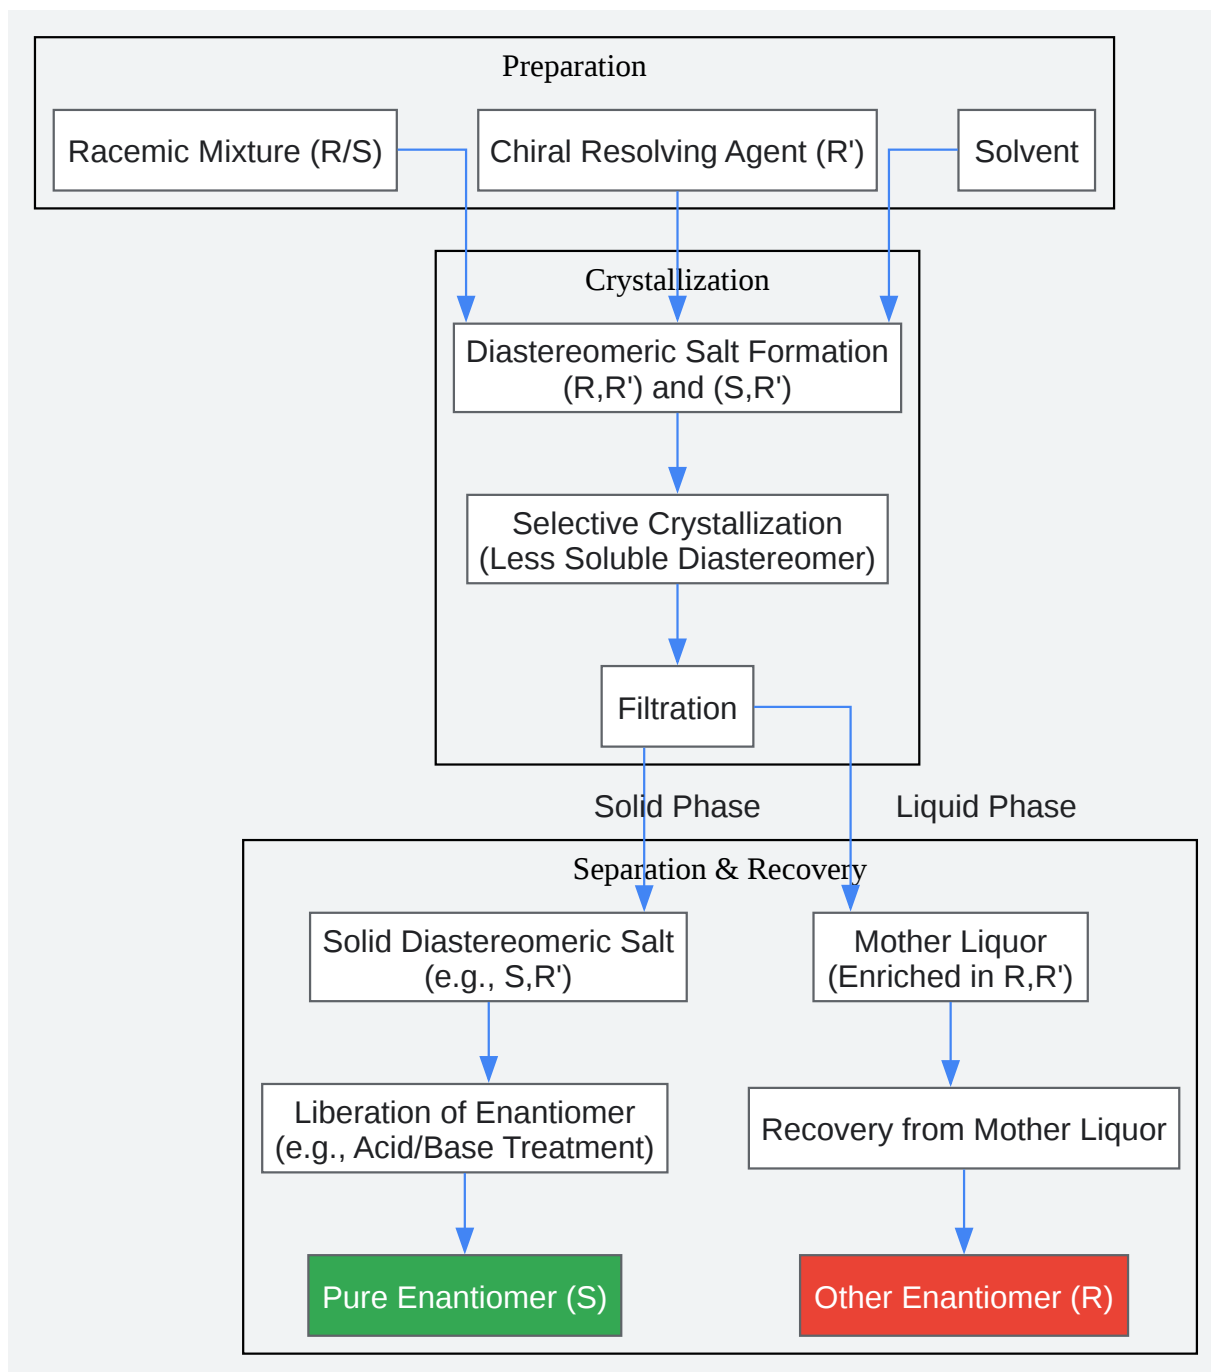 Preparation
Racemic Mixture (R/S)
Chiral Resolving Agent (R')
Solvent
Crystallization
Diastereomeric Salt Formation
(R,R') and (S,R')
Selective Crystallization
(Less Soluble Diastereomer)
Filtration
Solid Phase
Liquid Phase
Separation & Recovery
Solid Diastereomeric Salt
(e.g., S,R')
Mother Liquor
(Enriched in R,R')
Liberation of Enantiomer
(e.g., Acid/Base Treatment)
Recovery from Mother Liquor
Pure Enantiomer (S)
Other Enantiomer (R)